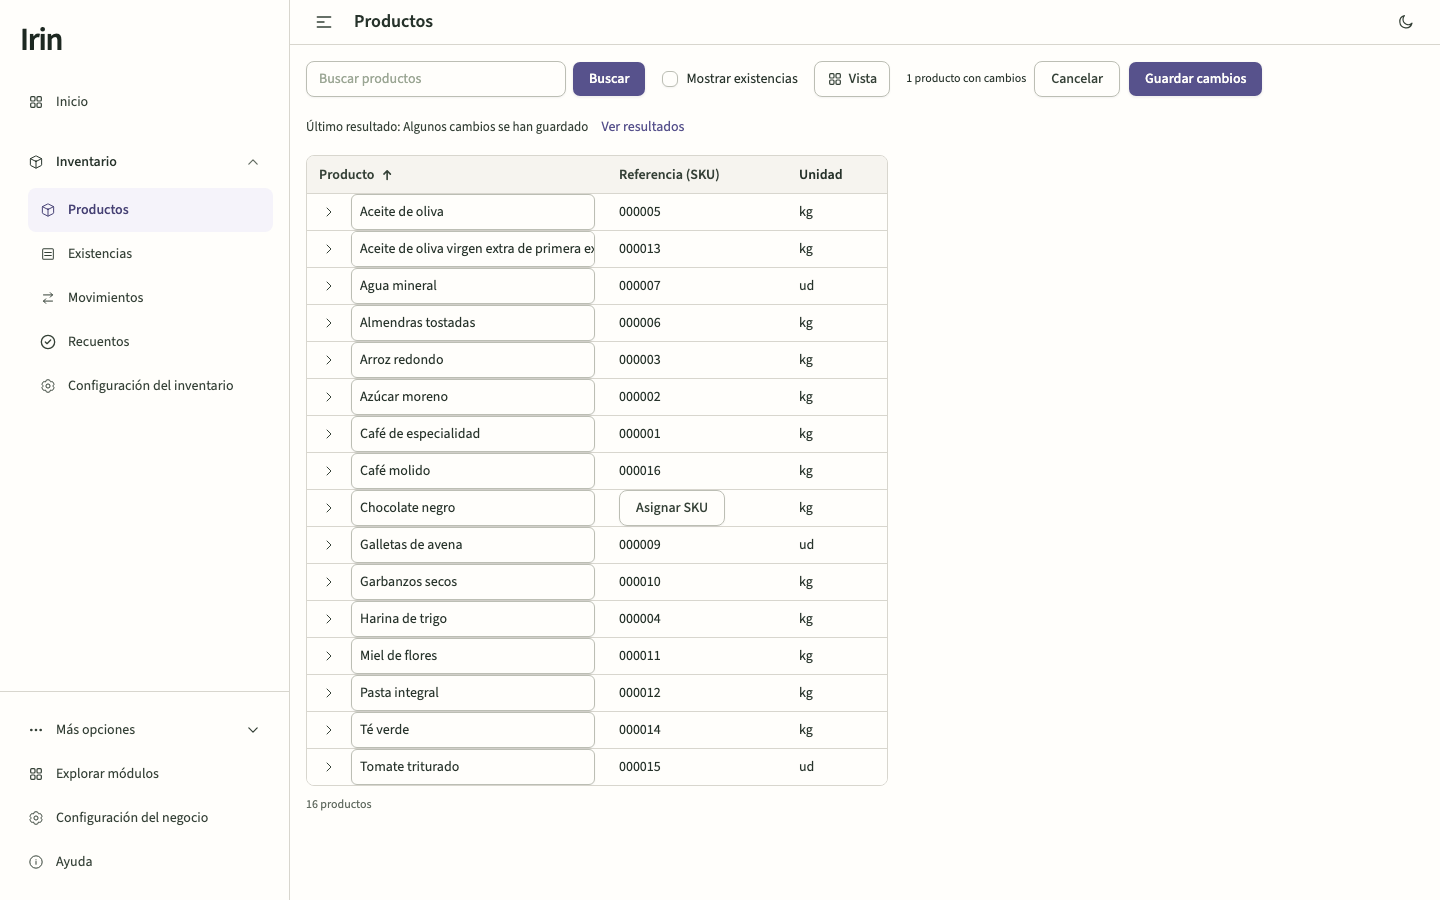 Irin
Productos
Inicio
Inventario
Productos
Existencias
Movimientos
Recuentos
Configuración del inventario
Más opciones
Explorar módulos
Configuración del negocio
Ayuda
Buscar productos
Buscar
Mostrar existencias
Vista
1 producto con cambios
Cancelar
Guardar cambios
Último resultado: Algunos cambios se han guardado
Ver resultados
Producto Referencia (SKU) Unidad
Aceite de oliva 000005 kg
Aceite de oliva virgen extra de primera 000013 kg
Agua mineral 000007 ud
Almendras tostadas 000006 kg
Arroz redondo 000003 kg
Azúcar moreno 000002 kg
Café de especialidad 000001 kg
Café molido 000016 kg
Chocolate negro Asignar SKU kg
Galletas de avena 000009 ud
Garbanzos secos 000010 kg
Harina de trigo 000004 kg
Miel de flores 000011 kg
Pasta integral 000012 kg
Té verde 000014 kg
Tomate triturado 000015 ud
16 productos